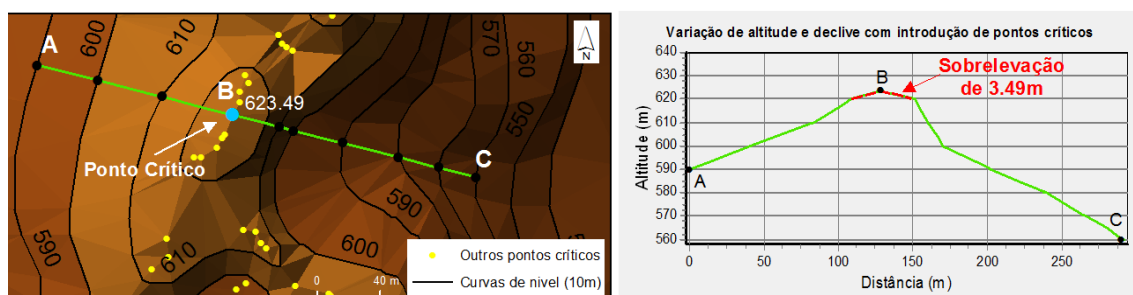 A
600
610
570
560
550
N
B
623.49
Ponto Crítico
C
590
590
610
600
Outros pontos críticos
Curvas de nivel (10m)
0 40 m
Variação de altitude e declive com introdução de pontos críticos
640
630
620
610
600
590
580
570
560
Altitude (m)
B
Sobrelevação
de 3.49m
A
C
0 50 100 150 200 250
Distância (m)